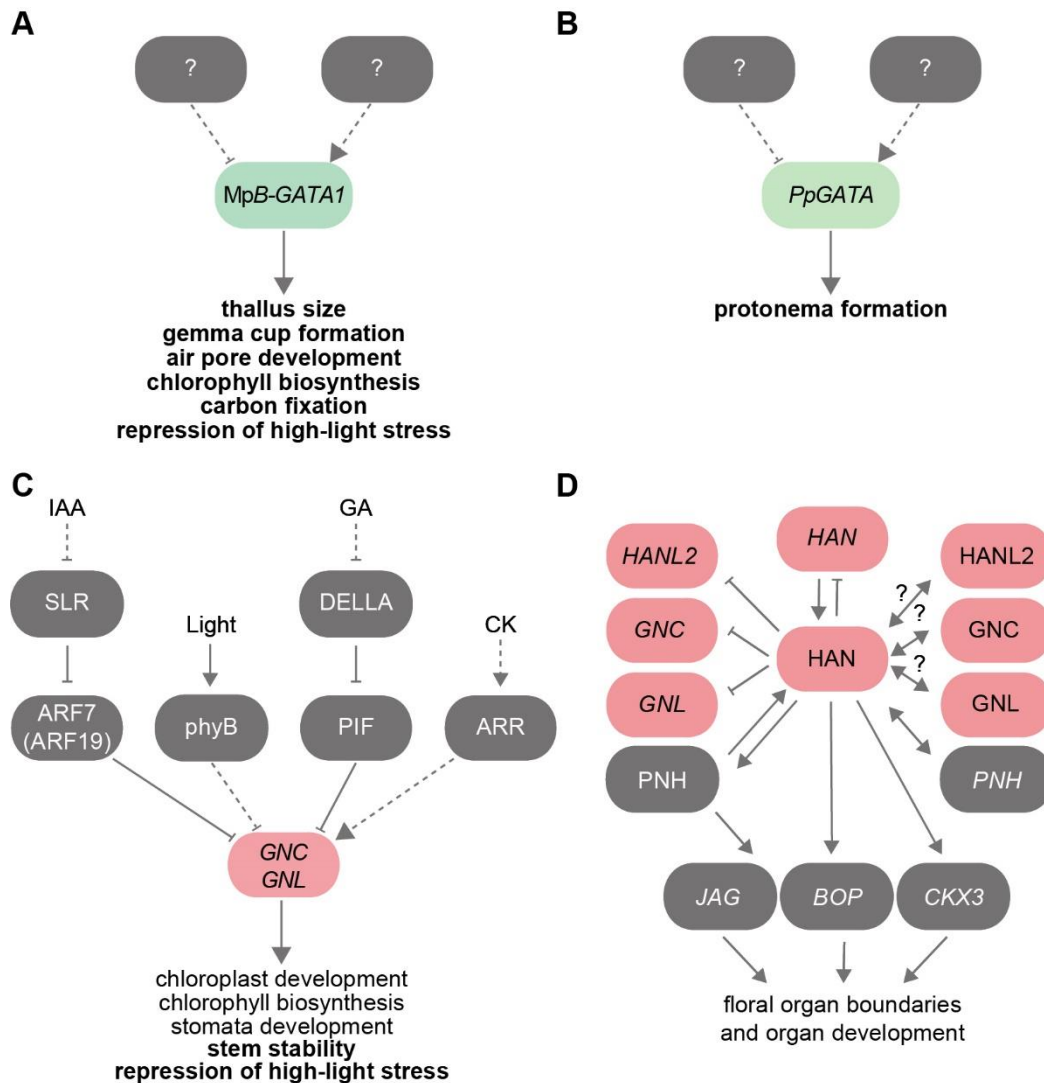 A
?
?
MpB-GATA1
thallus size
gemma cup formation
air pore development
chlorophyll biosynthesis
carbon fixation
repression of high-light stress
B
?
?
PpGATA
protonema formation
C
IAA
GA
SLR
DELLA
Light
CK
ARF7
(ARF19)
phyB
PIF
ARR
GNC
GNL
chloroplast development
chlorophyll biosynthesis
stomata development
stem stability
repression of high-light stress
D
HANL2
HAN
HANL2
?
?
GNC
HAN
GNC
?
GNL
GNL
PNH
PNH
JAG
BOP
CKX3
floral organ boundaries
and organ development